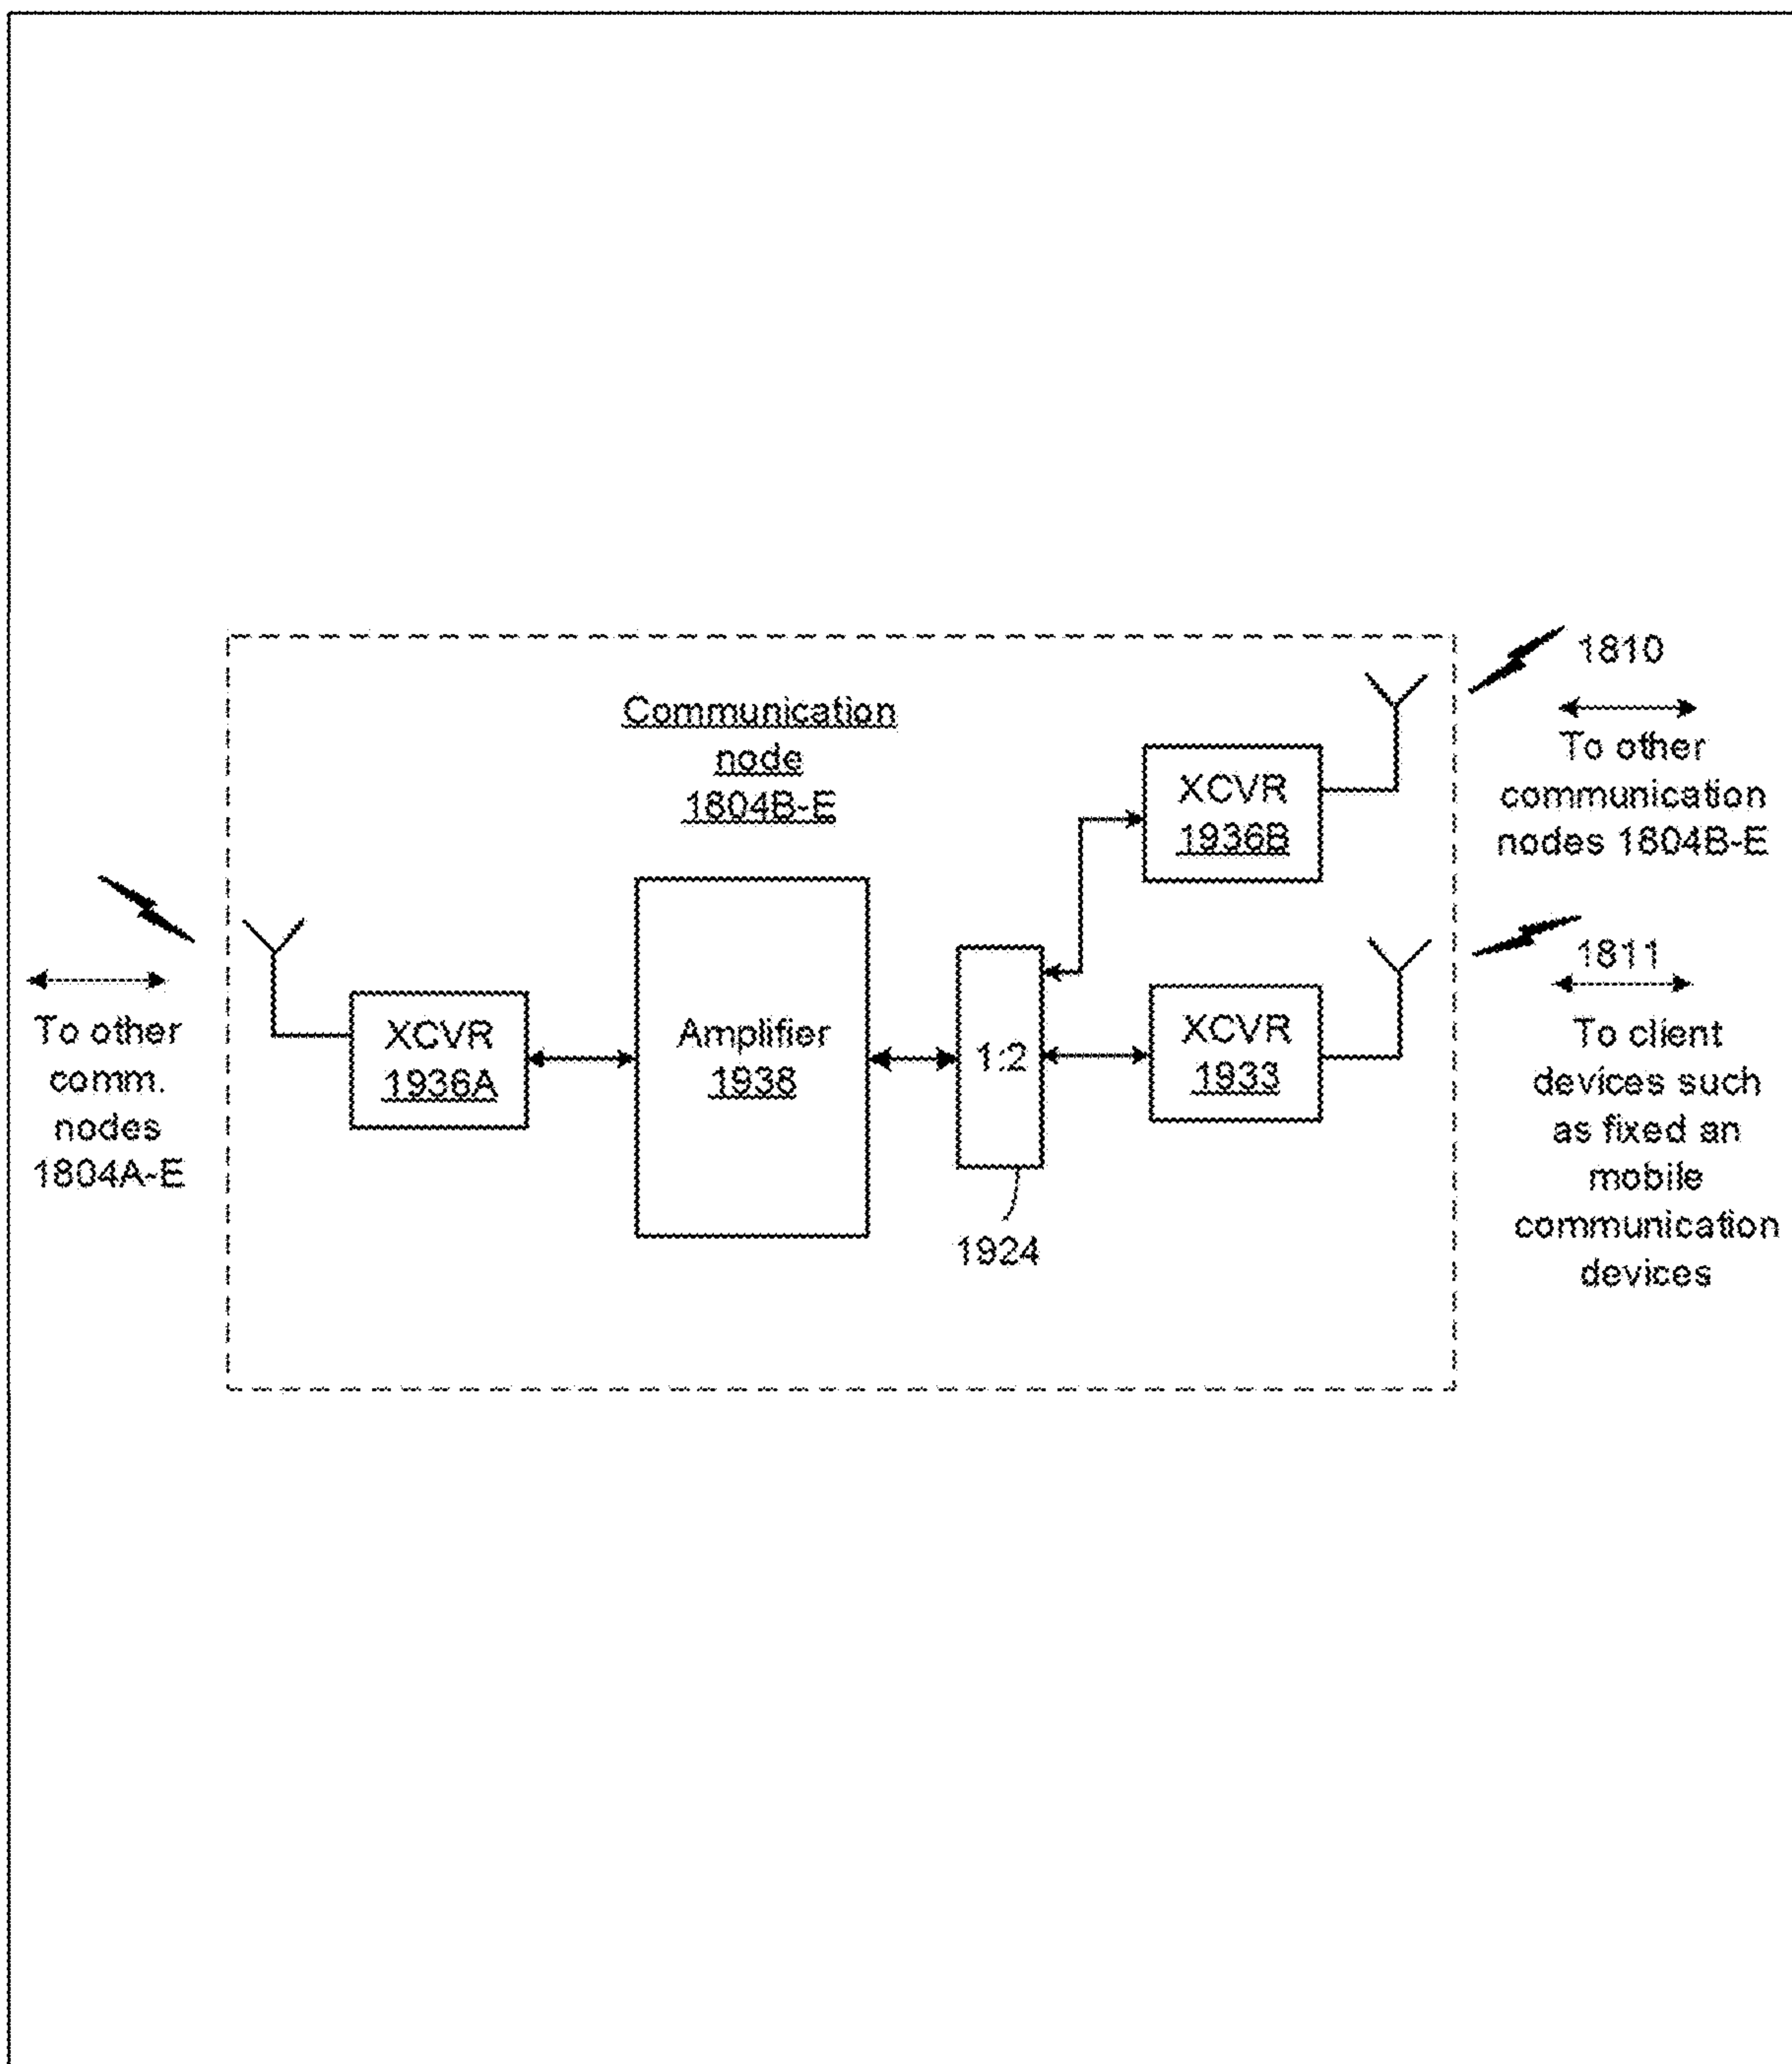 Communication
node
1804B-E
1810
To other
communication
nodes 1804B-E
XCVR
1936B
To other
comm.
nodes
1804A-E
XCVR
1936A
Amplifier
1938
1:2
1924
XCVR
1933
1811
To client
devices such
as fixed an
mobile
communication
devices